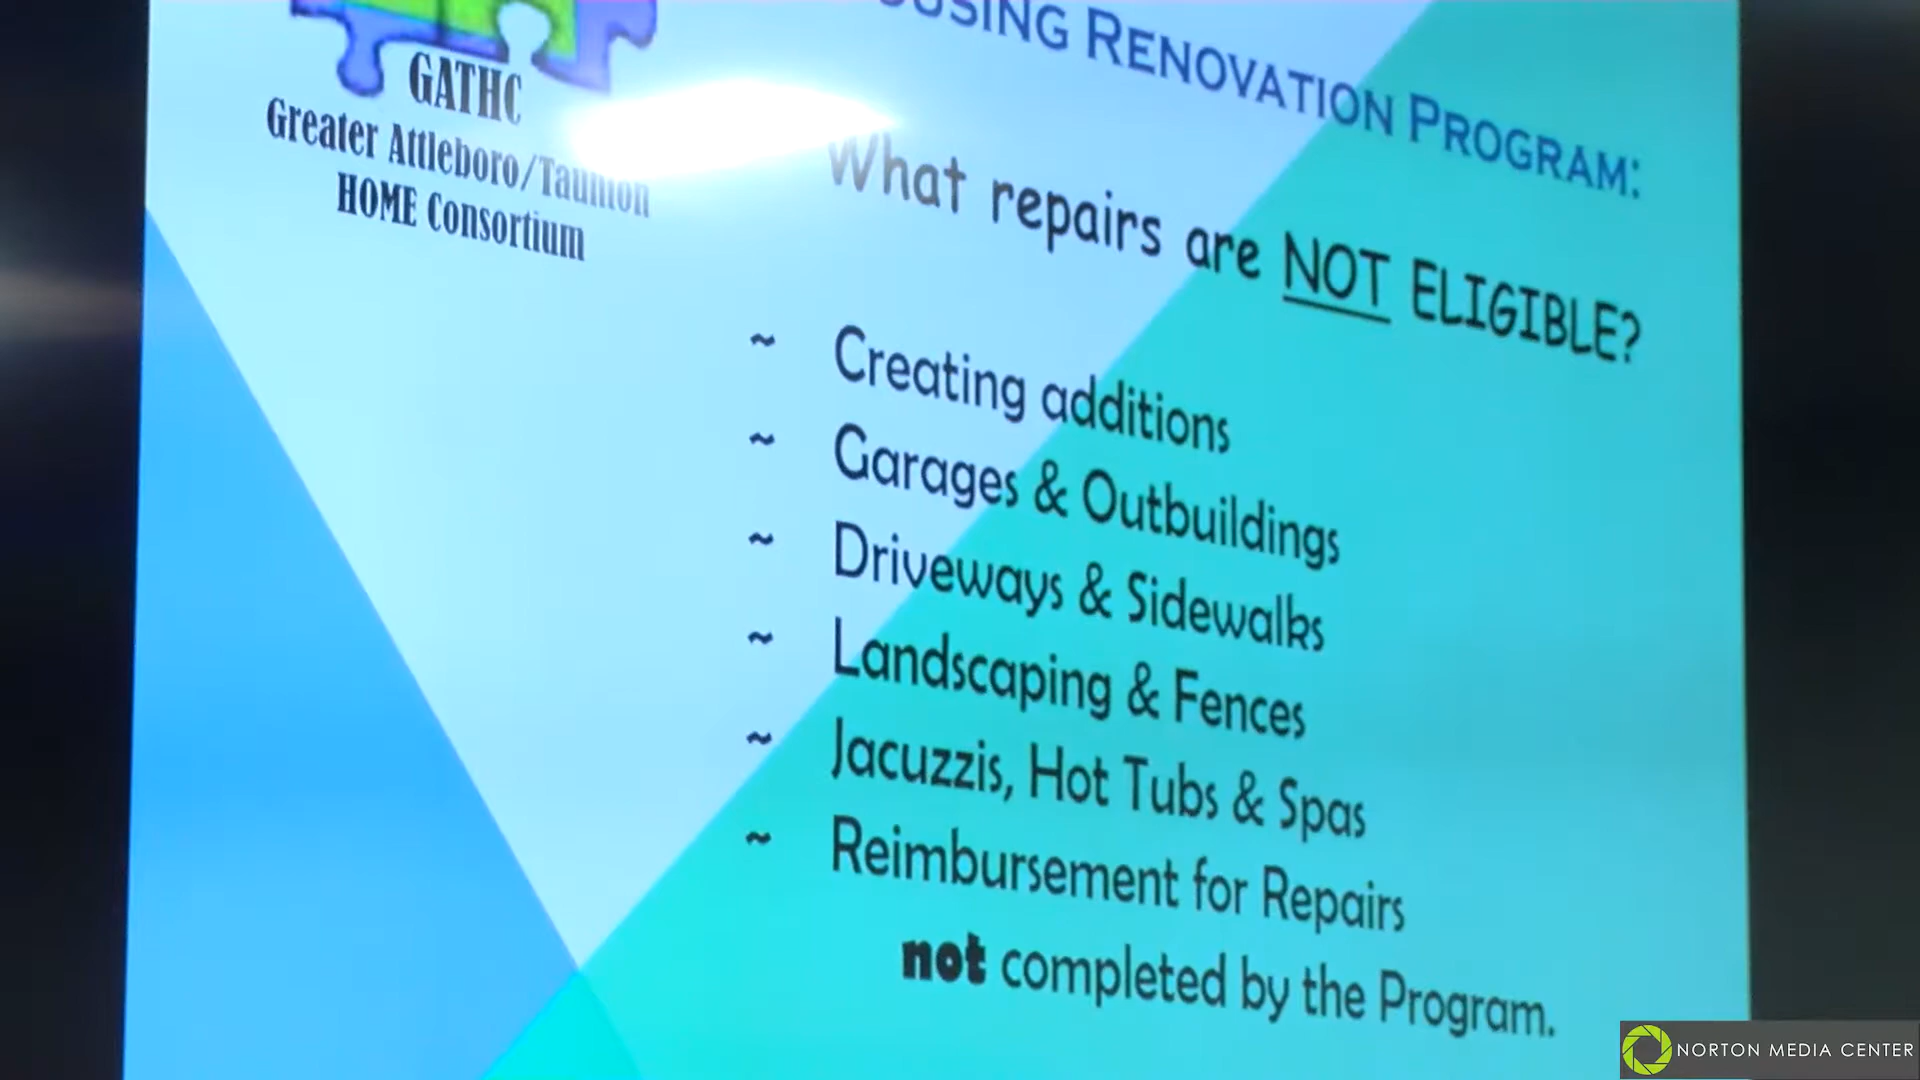 GATHC
Greater Attleboro/Taunton
HOME Consortium
RENOVATION PROGRAM:
What repairs are NOT ELIGIBLE?
~ Creating additions
~ Garages & Outbuildings
~ Driveways & Sidewalks
~ Landscaping & Fences
~ Jacuzzis, Hot Tubs & Spas
~ Reimbursement for Repairs
not completed by the Program.
NORTON MEDIA CENTER